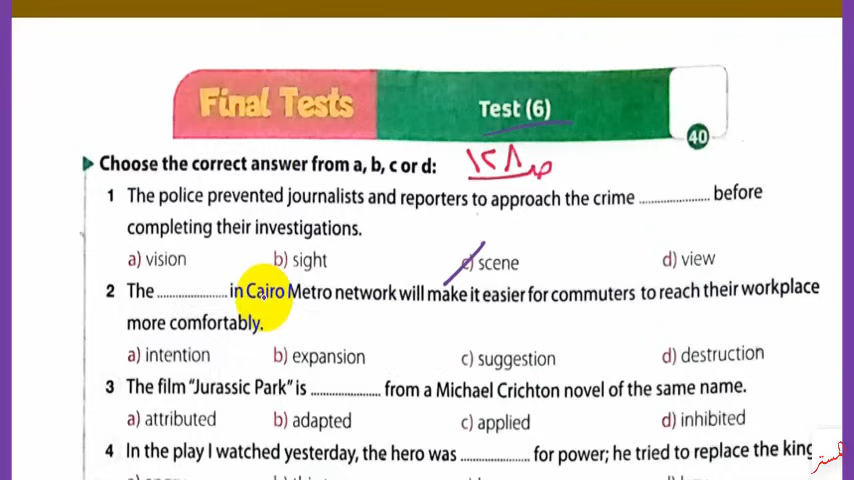 Final Tests
Test (6)
40
Choose the correct answer from a, b, c or d:
ص ١٢٨
1 The police prevented journalists and reporters to approach the crime .................... before
completing their investigations.
a) vision b) sight c) scene d) view
2 The .................... in Cairo Metro network will make it easier for commuters to reach their workplace
more comfortably.
a) intention b) expansion c) suggestion d) destruction
3 The film "Jurassic Park" is .................... from a Michael Crichton novel of the same name.
a) attributed b) adapted c) applied d) inhibited
4 In the play I watched yesterday, the hero was .................... for power; he tried to replace the king